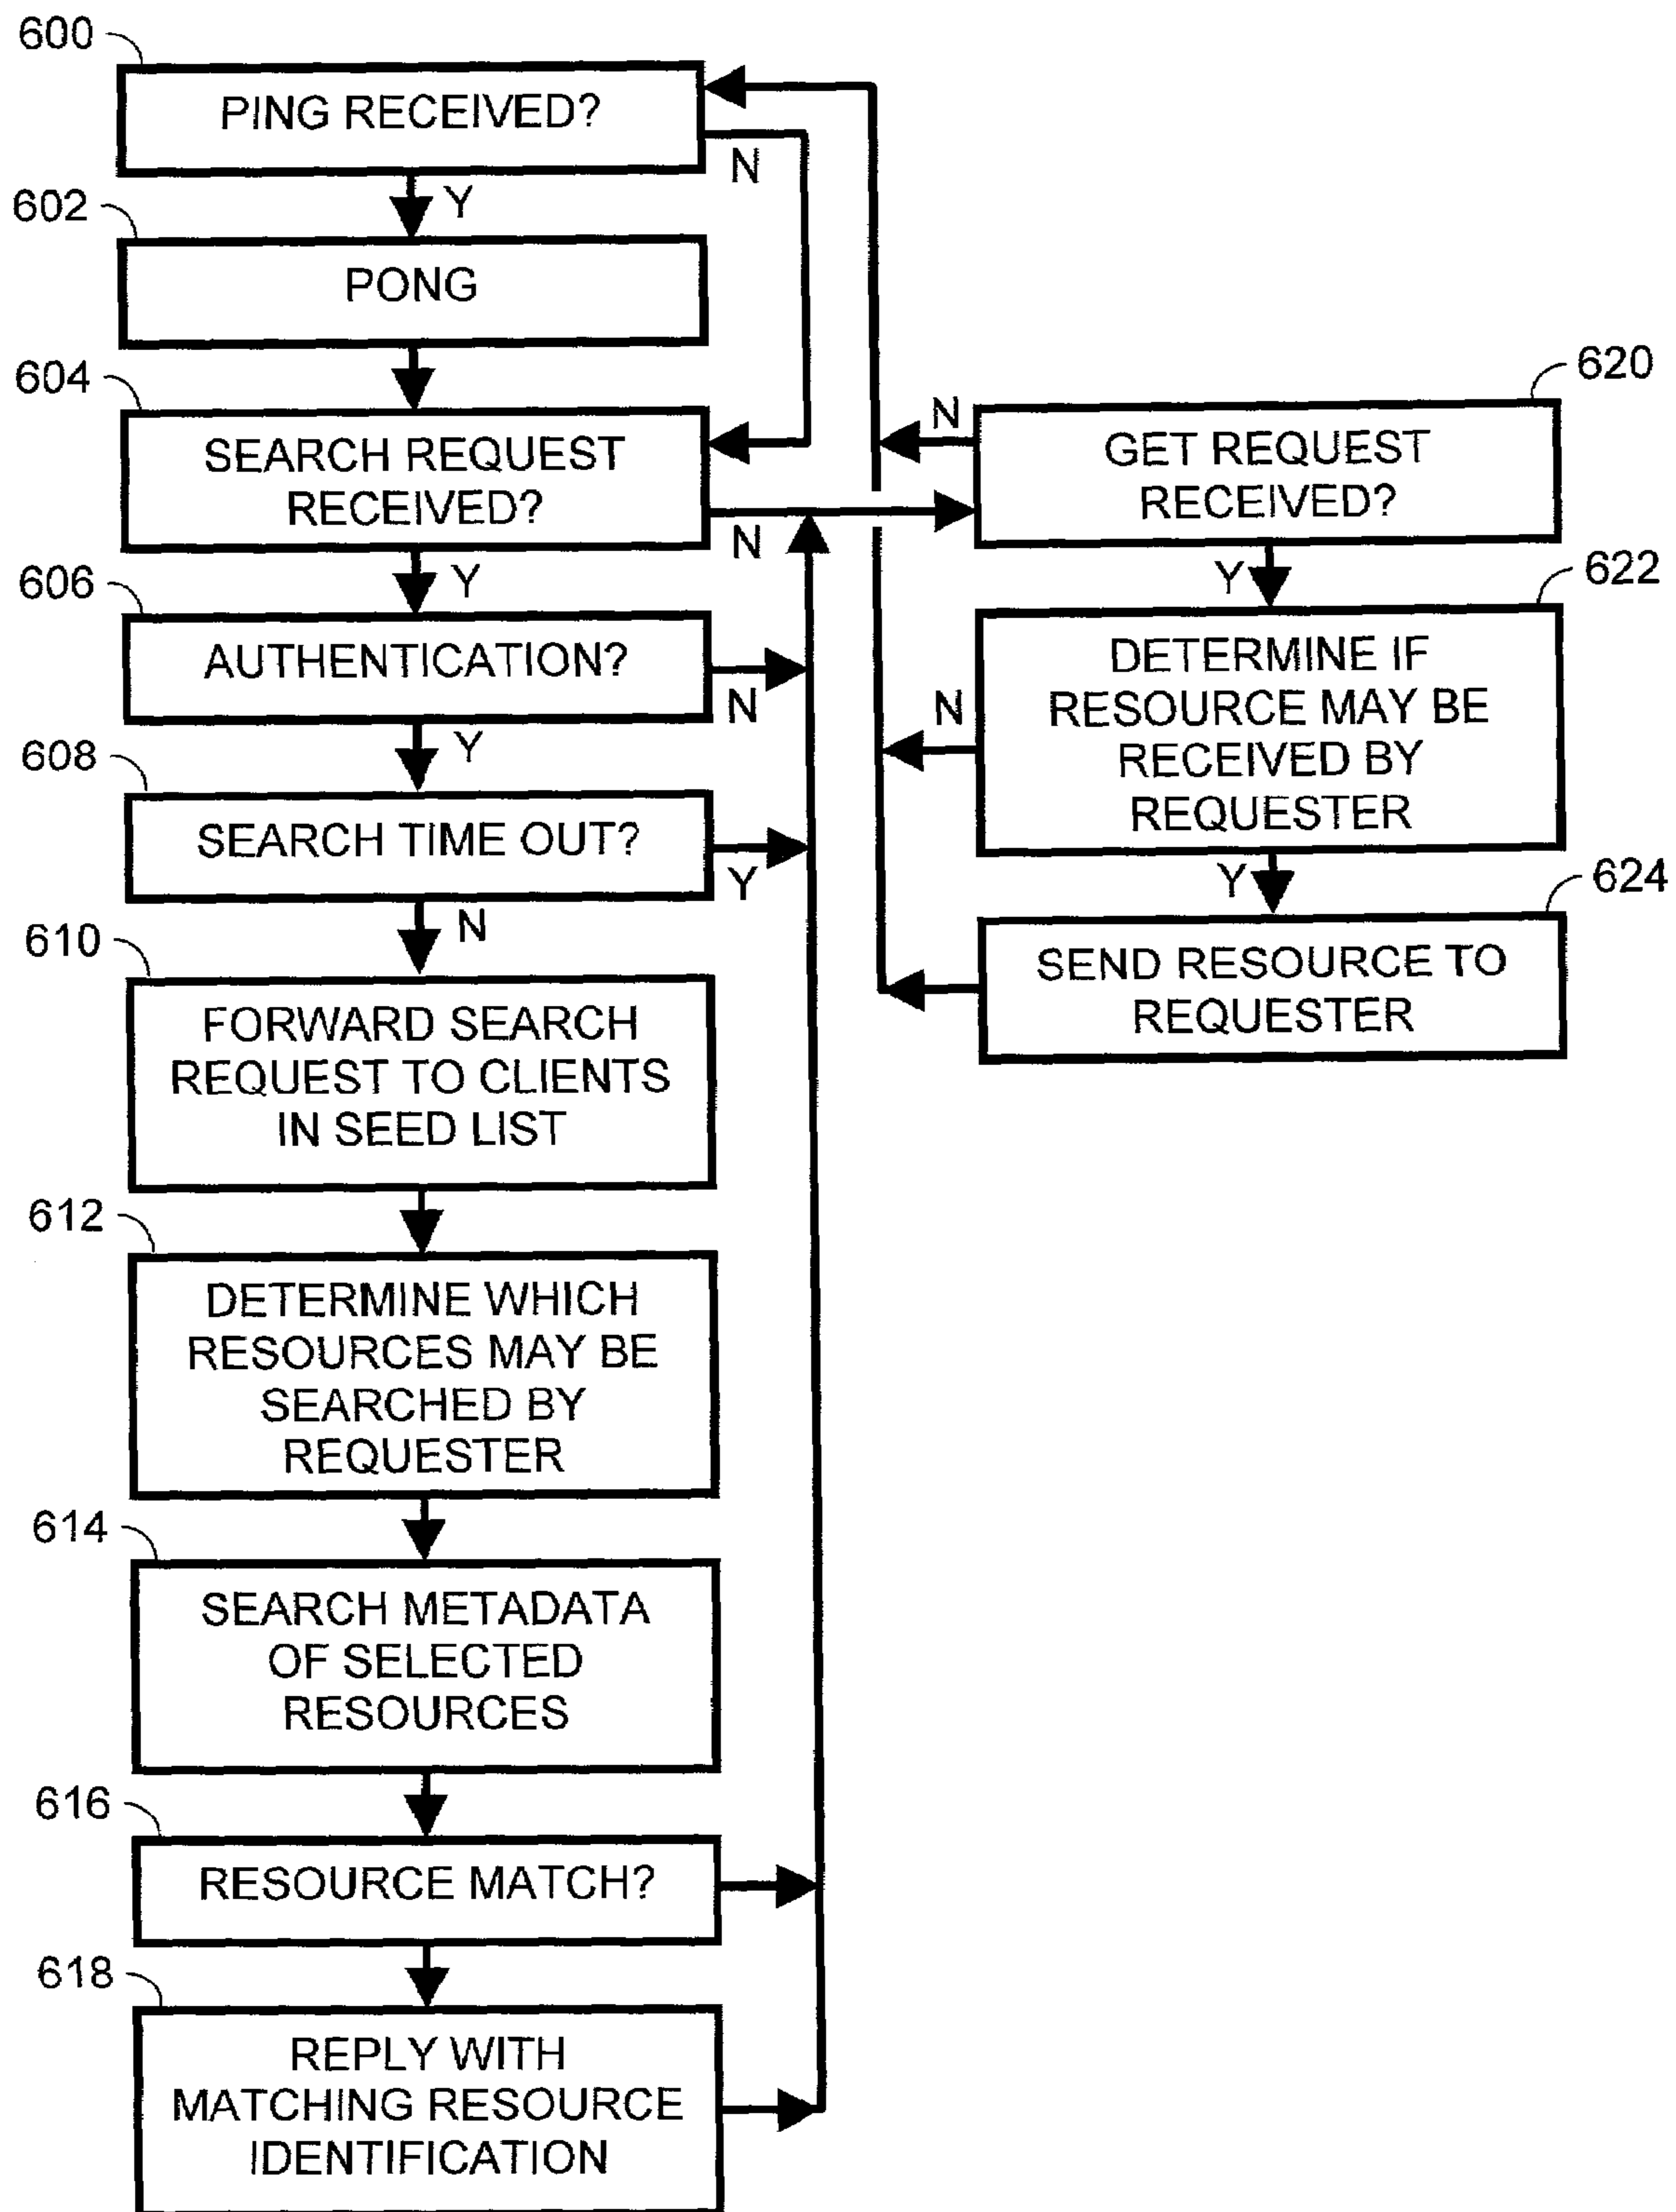 600
PING RECEIVED?
N
Y
602
PONG
604
SEARCH REQUEST
RECEIVED?
N
Y
606
AUTHENTICATION?
N
Y
608
SEARCH TIME OUT?
Y
N
610
FORWARD SEARCH
REQUEST TO CLIENTS
IN SEED LIST
612
DETERMINE WHICH
RESOURCES MAY BE
SEARCHED BY
REQUESTER
614
SEARCH METADATA
OF SELECTED
RESOURCES
616
RESOURCE MATCH?
618
REPLY WITH
MATCHING RESOURCE
IDENTIFICATION
620
N
GET REQUEST
RECEIVED?
Y
622
DETERMINE IF
RESOURCE MAY BE
RECEIVED BY
REQUESTER
N
Y
624
SEND RESOURCE TO
REQUESTER